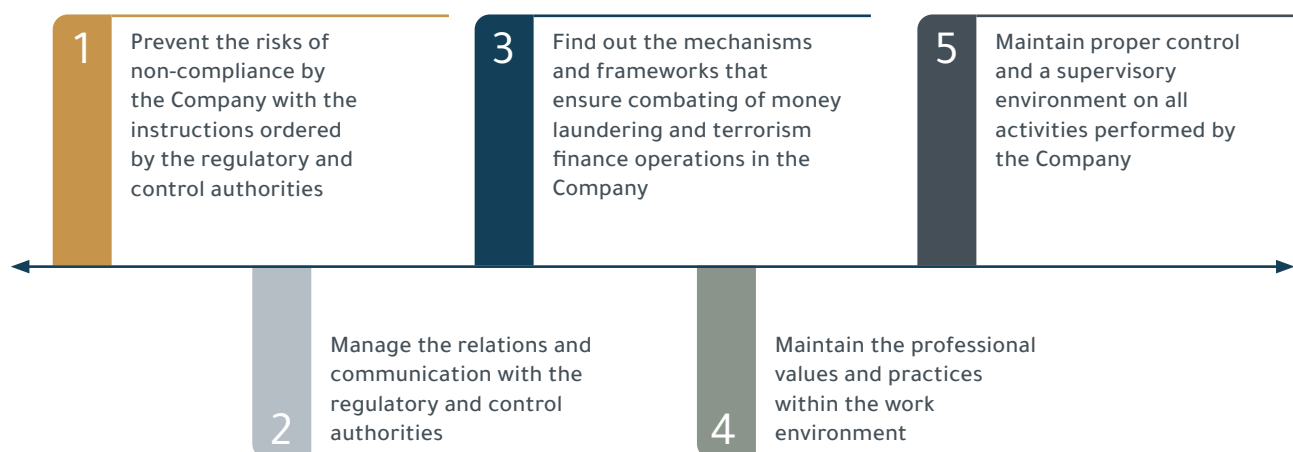 1
Prevent the risks of
non-compliance by
the Company with the
instructions ordered
by the regulatory and
control authorities
2
Manage the relations and
communication with the
regulatory and control
authorities
3
Find out the mechanisms
and frameworks that
ensure combating of money
laundering and terrorism
finance operations in the
Company
4
Maintain the professional
values and practices
within the work
environment
5
Maintain proper control
and a supervisory
environment on all
activities performed by
the Company